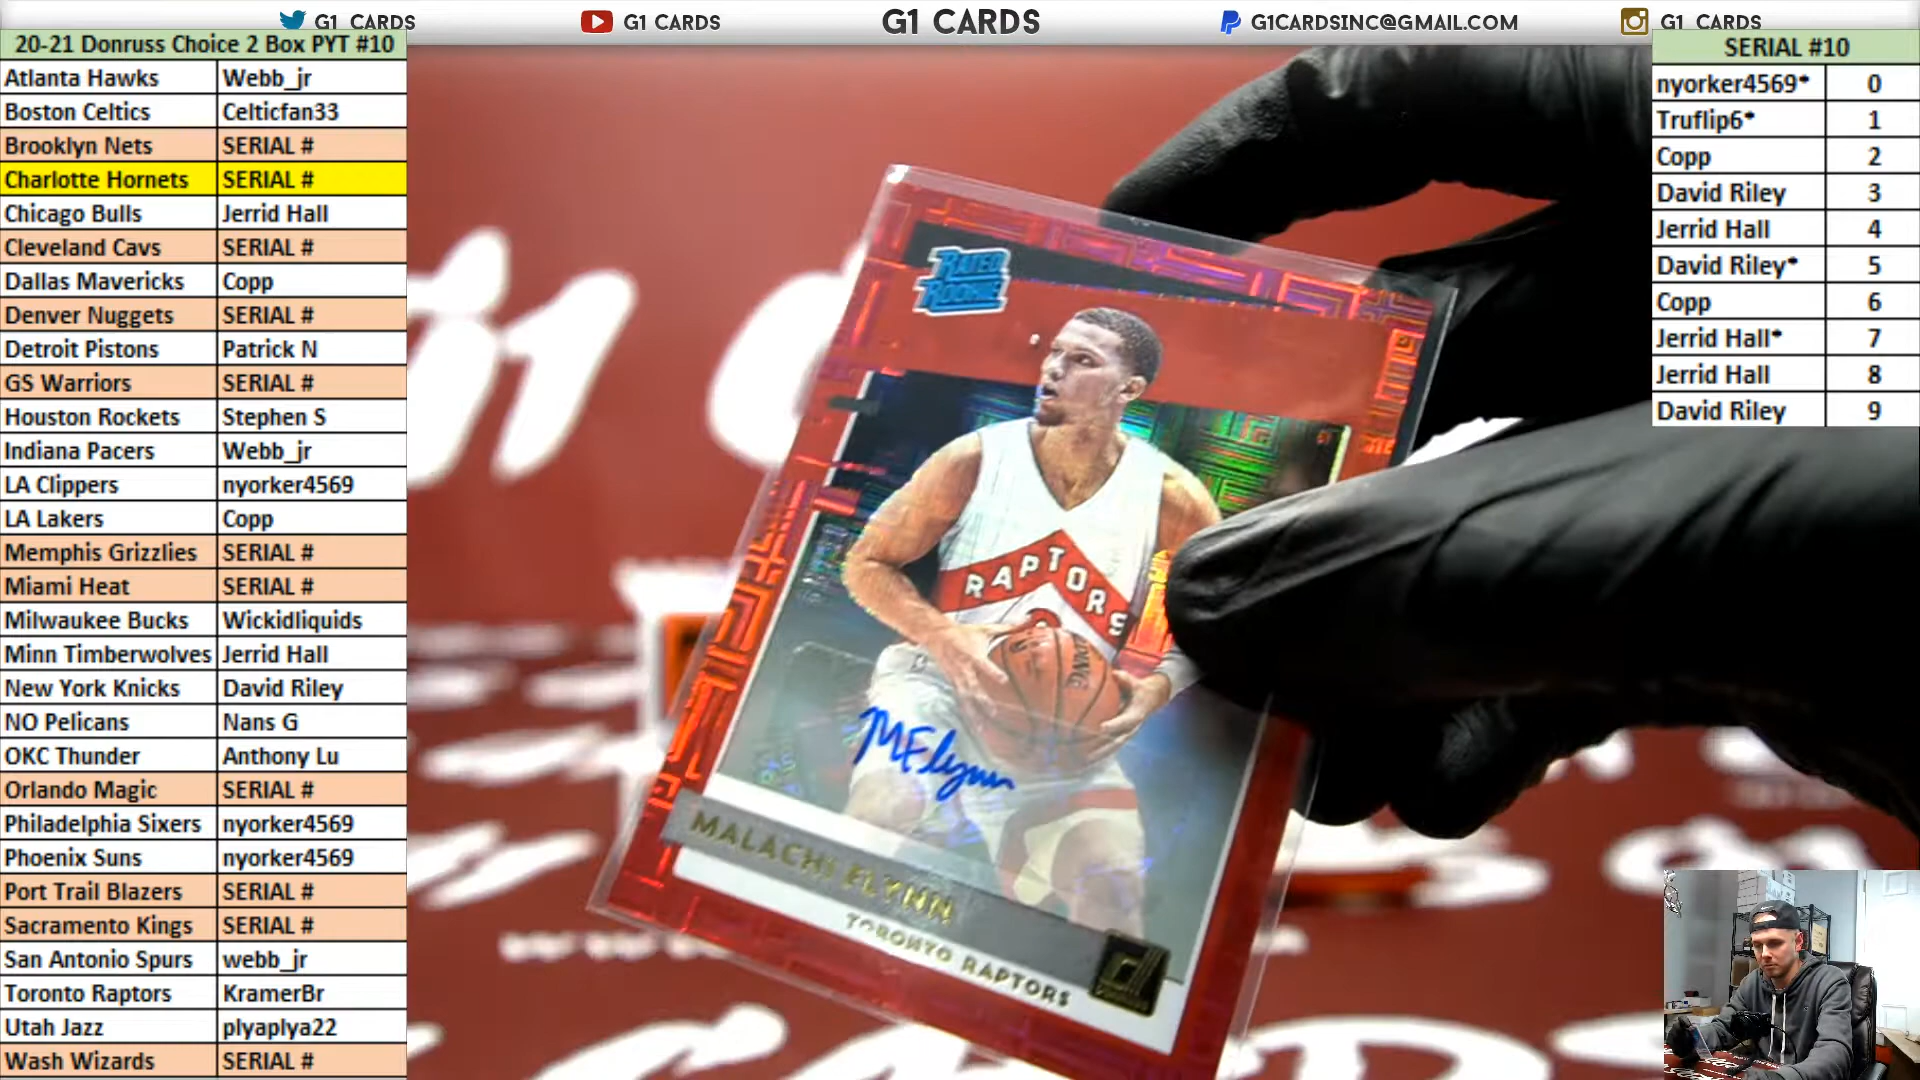 G1 CARDS
G1 CARDS
G1 CARDS
G1CARDSINC@GMAIL.COM
G1 CARDS
20-21 Donruss Choice 2 Box PYT #10
Atlanta Hawks Webb_jr
Boston Celtics Celticfan33
Brooklyn Nets SERIAL #
Charlotte Hornets SERIAL #
Chicago Bulls Jerrid Hall
Cleveland Cavs SERIAL #
Dallas Mavericks Copp
Denver Nuggets SERIAL #
Detroit Pistons Patrick N
GS Warriors SERIAL #
Houston Rockets Stephen S
Indiana Pacers Webb_jr
LA Clippers nyorker4569
LA Lakers Copp
Memphis Grizzlies SERIAL #
Miami Heat SERIAL #
Milwaukee Bucks Wickidliquids
Minn Timberwolves Jerrid Hall
New York Knicks David Riley
NO Pelicans Nans G
OKC Thunder Anthony Lu
Orlando Magic SERIAL #
Philadelphia Sixers nyorker4569
Phoenix Suns nyorker4569
Port Trail Blazers SERIAL #
Sacramento Kings SERIAL #
San Antonio Spurs webb_jr
Toronto Raptors KramerBr
Utah Jazz plyaplya22
Wash Wizards SERIAL #
RATED
ROOKIE
RAPTORS
MFlynn
MALACHI FLYNN
TORONTO RAPTORS
SERIAL #10
nyorker4569* 0
Truflip6* 1
Copp 2
David Riley 3
Jerrid Hall 4
David Riley* 5
Copp 6
Jerrid Hall* 7
Jerrid Hall 8
David Riley 9